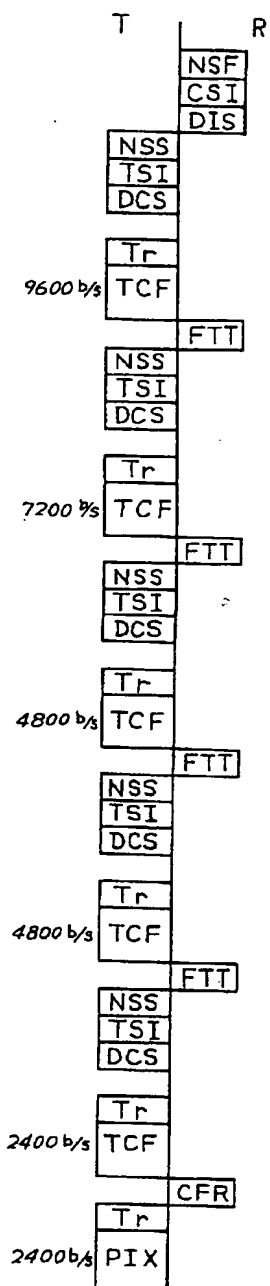 T R
NSF
CSI
DIS
NSS
TSI
DCS
Tr
9600 b/s TCF
FTT
NSS
TSI
DCS
Tr
7200 b/s TCF
FTT
NSS
TSI
DCS
Tr
4800 b/s TCF
FTT
NSS
TSI
DCS
Tr
4800 b/s TCF
FTT
NSS
TSI
DCS
Tr
2400 b/s TCF
CFR
Tr
2400 b/s PIX